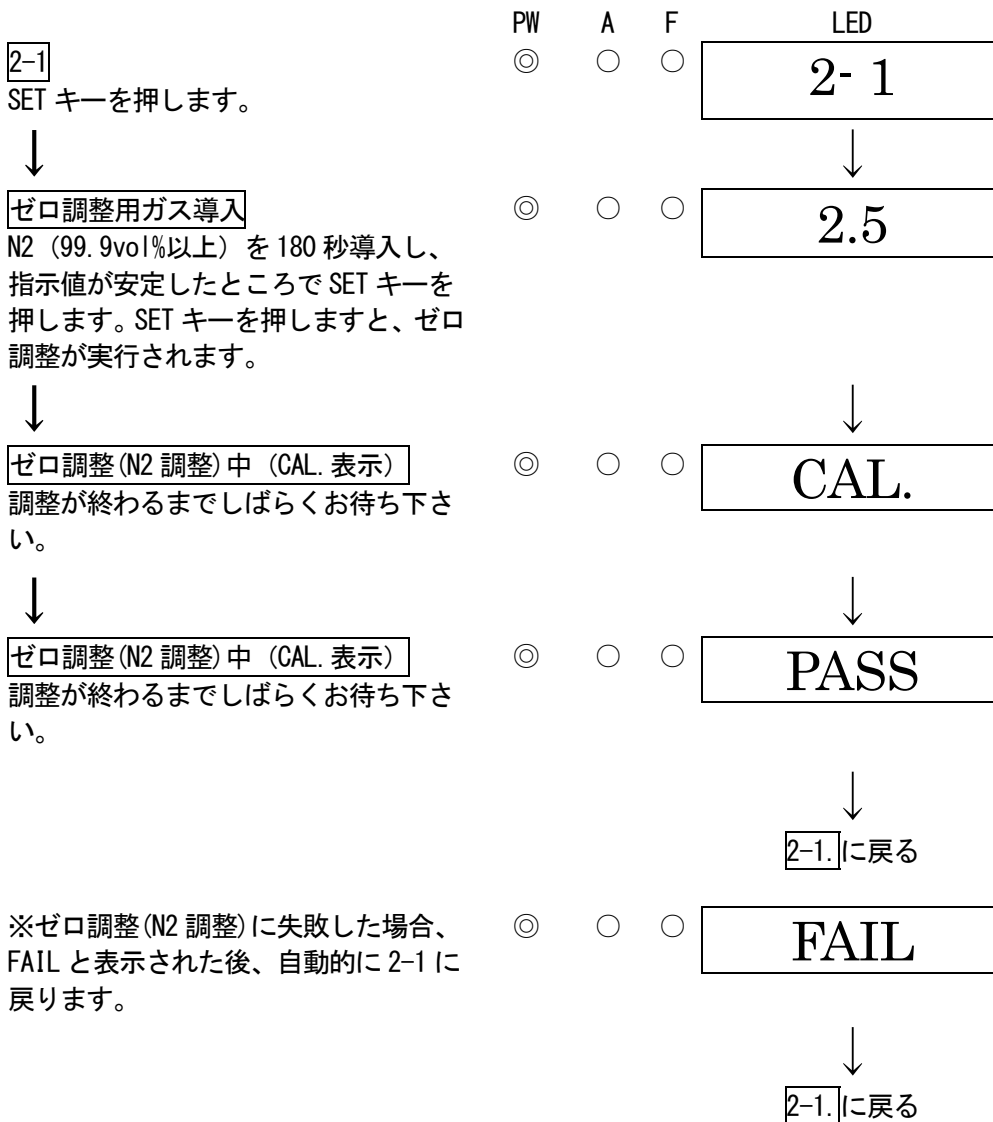 PW A F LED
2-1 ◎ ○ ○ 2- 1
SET キーを押します。
↓ ↓
ゼロ調整用ガス導入 ◎ ○ ○ 2.5
N2（99.9vol%以上）を 180 秒導入し、
指示値が安定したところで SET キーを
押します。SET キーを押しますと、ゼロ
調整が実行されます。
↓ ↓
ゼロ調整(N2 調整)中（CAL.表示） ◎ ○ ○ CAL.
調整が終わるまでしばらくお待ち下さ
い。
↓ ↓
ゼロ調整(N2 調整)中（CAL.表示） ◎ ○ ○ PASS
調整が終わるまでしばらくお待ち下さ
い。
↓
2-1.に戻る
※ゼロ調整(N2 調整)に失敗した場合、 ◎ ○ ○ FAIL
FAIL と表示された後、自動的に 2-1 に
戻ります。
↓
2-1.に戻る